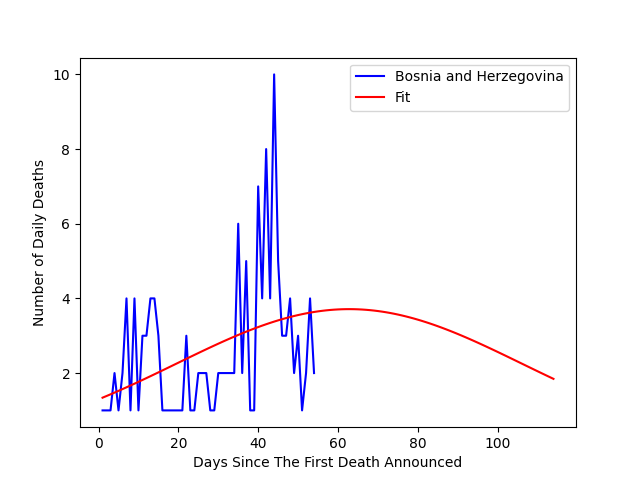 Bosnia and Herzegovina
Fit
10
8
6
4
2
Number of Daily Deaths
0 20 40 60 80 100
Days Since The First Death Announced